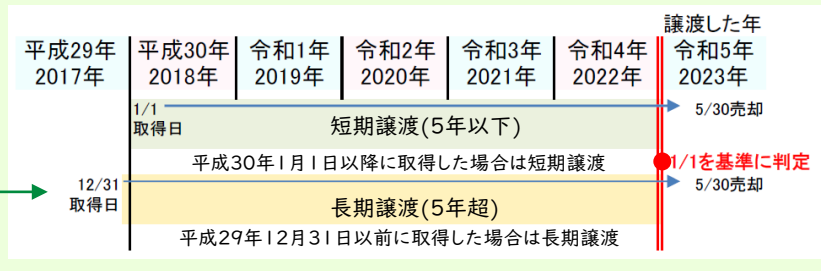 譲渡した年
平成29年 平成30年 令和1年 令和2年 令和3年 令和4年 令和5年
2017年 2018年 2019年 2020年 2021年 2022年 2023年
1/1
取得日
短期譲渡(5年以下)
5/30売却
平成30年1月1日以降に取得した場合は短期譲渡
1/1を基準に判定
12/31
取得日
5/30売却
長期譲渡(5年超)
平成29年12月31日以前に取得した場合は長期譲渡